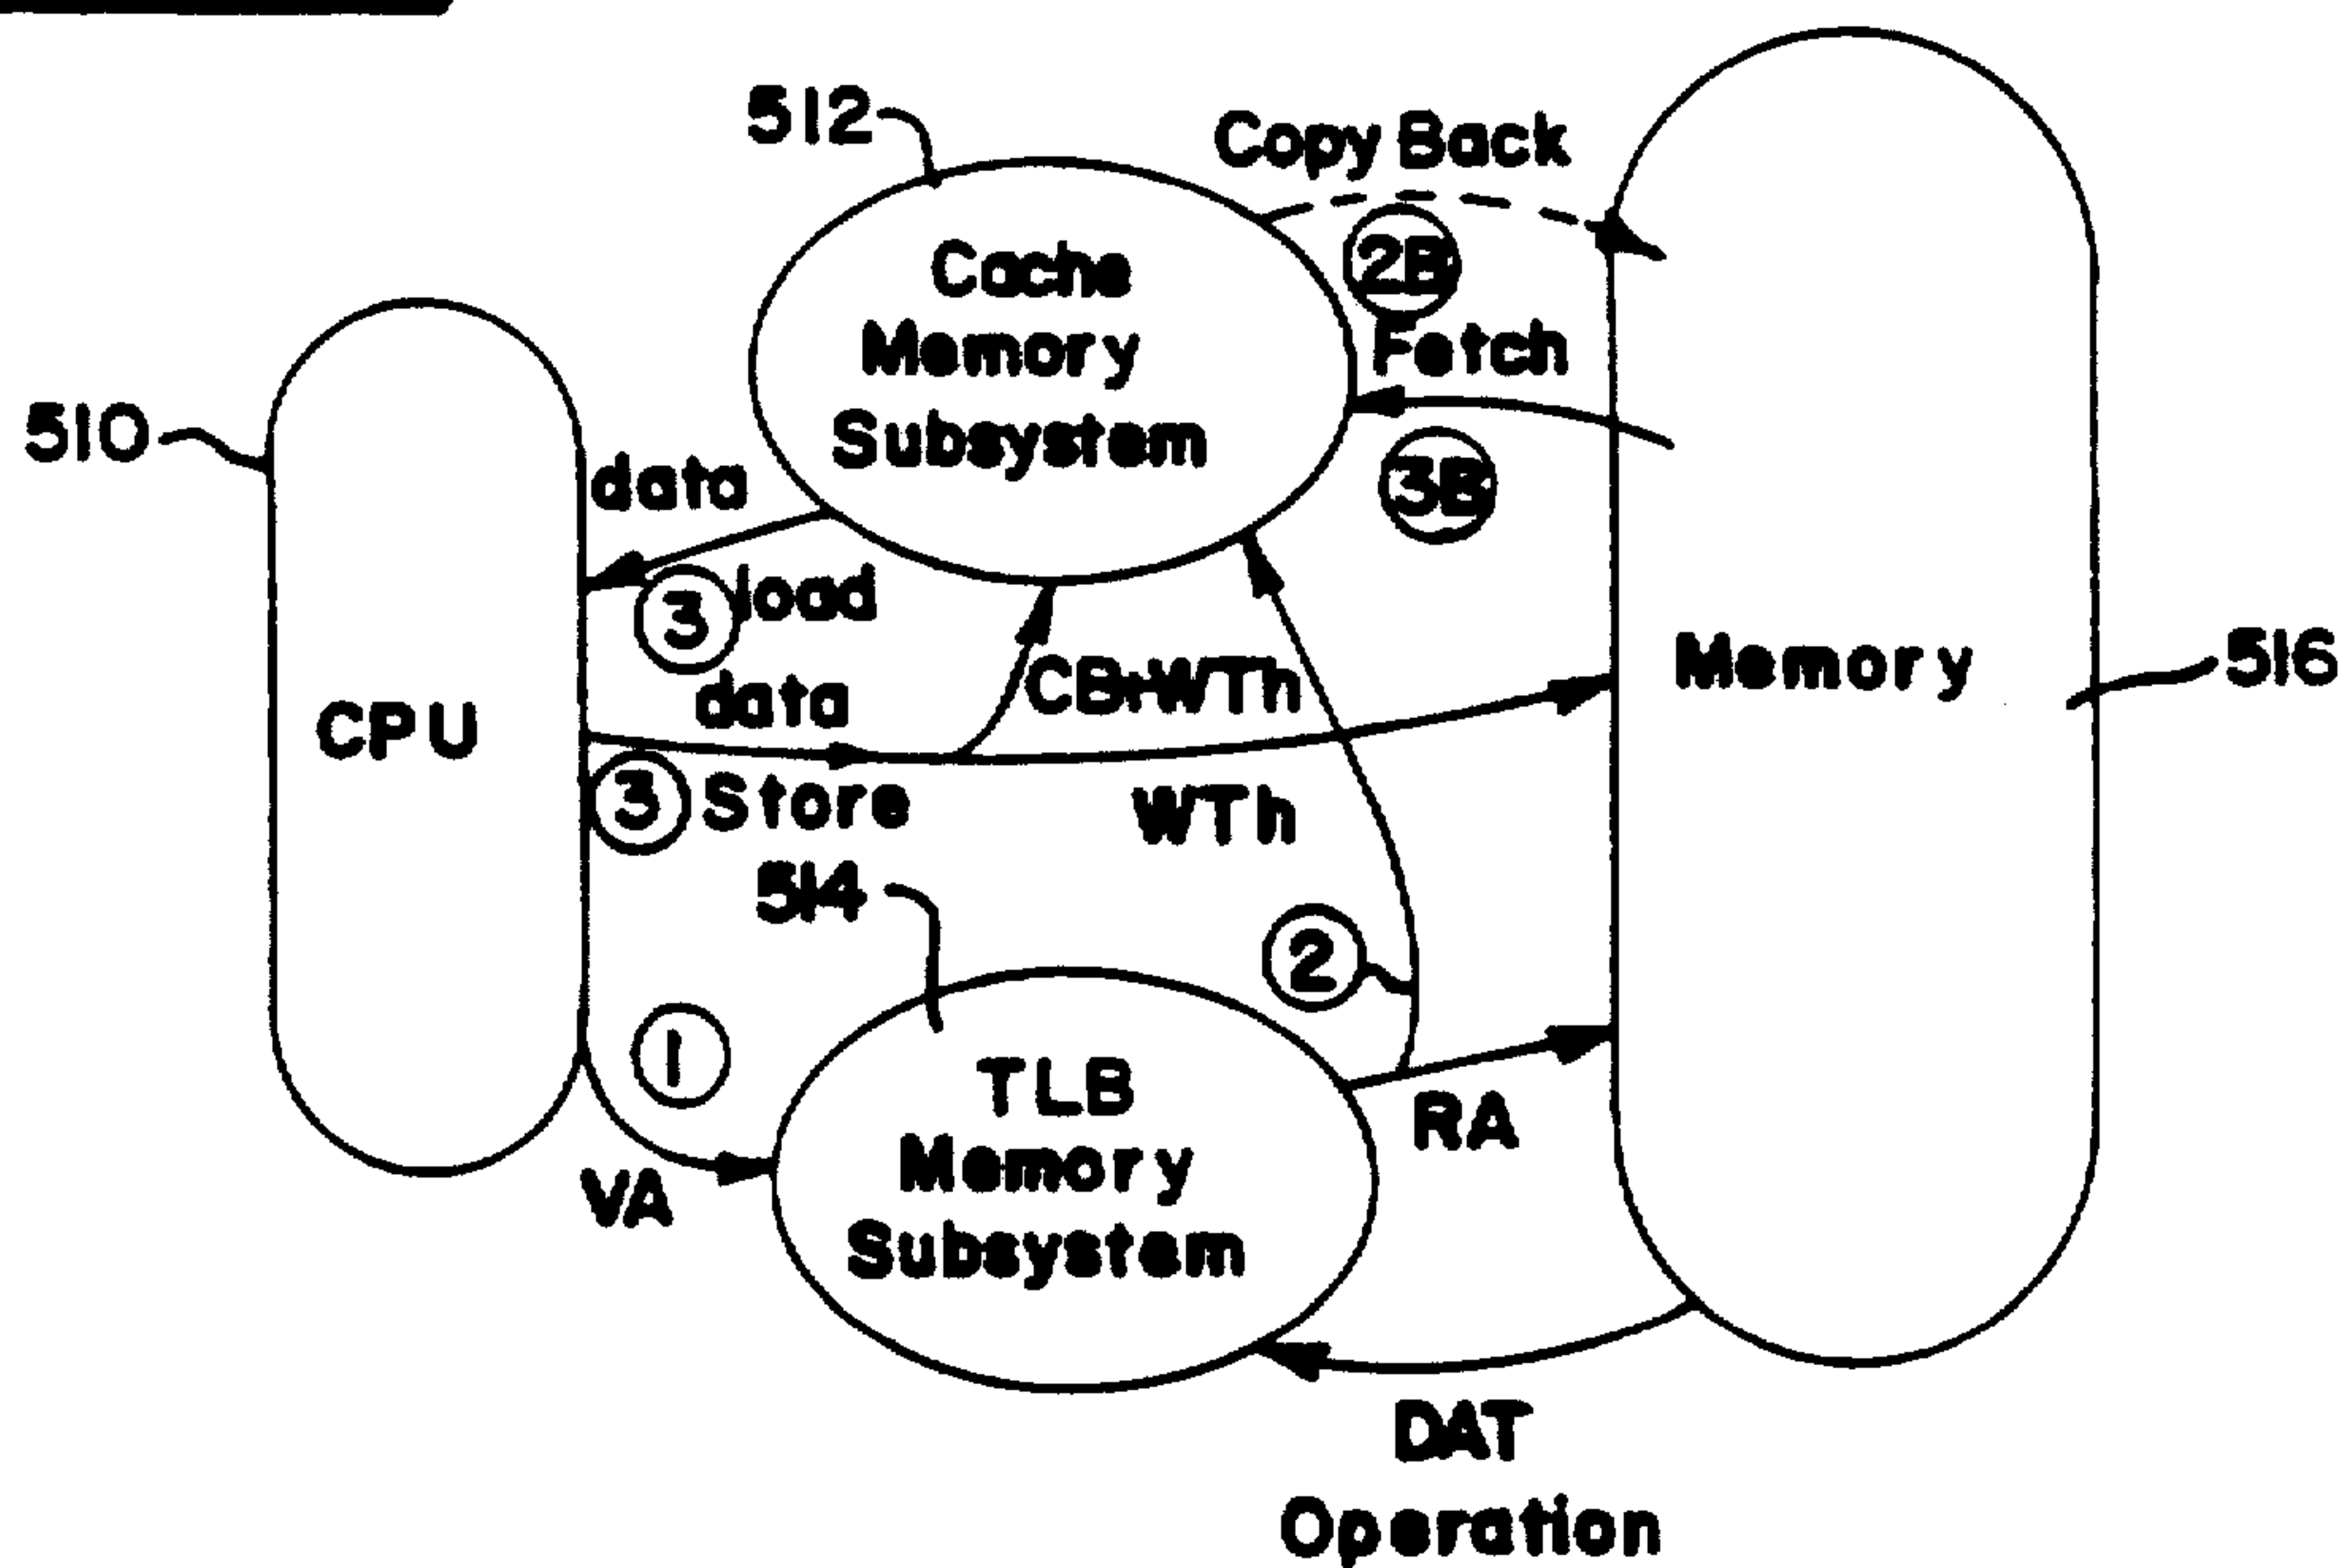 512
Copy Back
2B
Cache
Memory
Subsystem
Fetch
3B
510
data
3 load
data
CB+WTh
Memory
516
CPU
3 Store
WTh
514
2
1
TLB
Memory
Subsystem
RA
VA
DAT
Operation